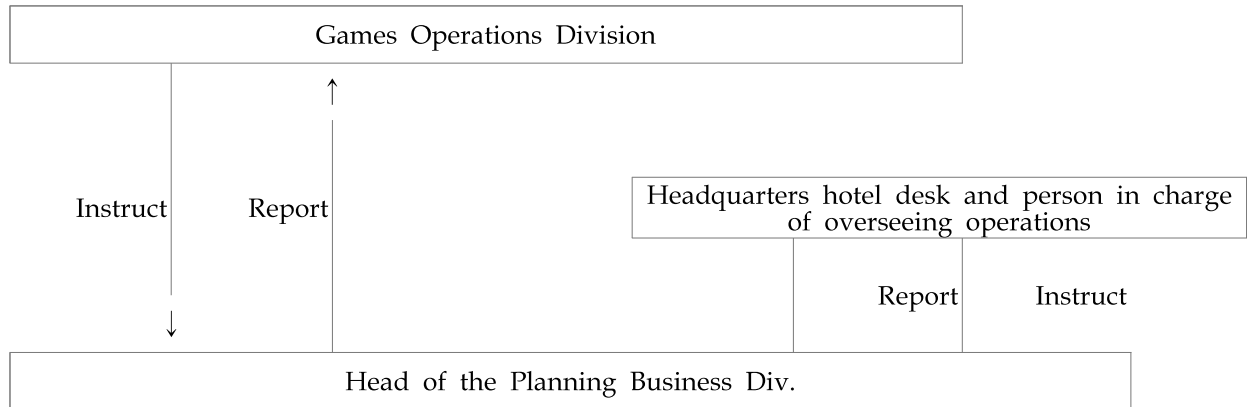 Games Operations Division
↑
Instruct Report
Headquarters hotel desk and person in charge
of overseeing operations
Report Instruct
↓
Head of the Planning Business Div.